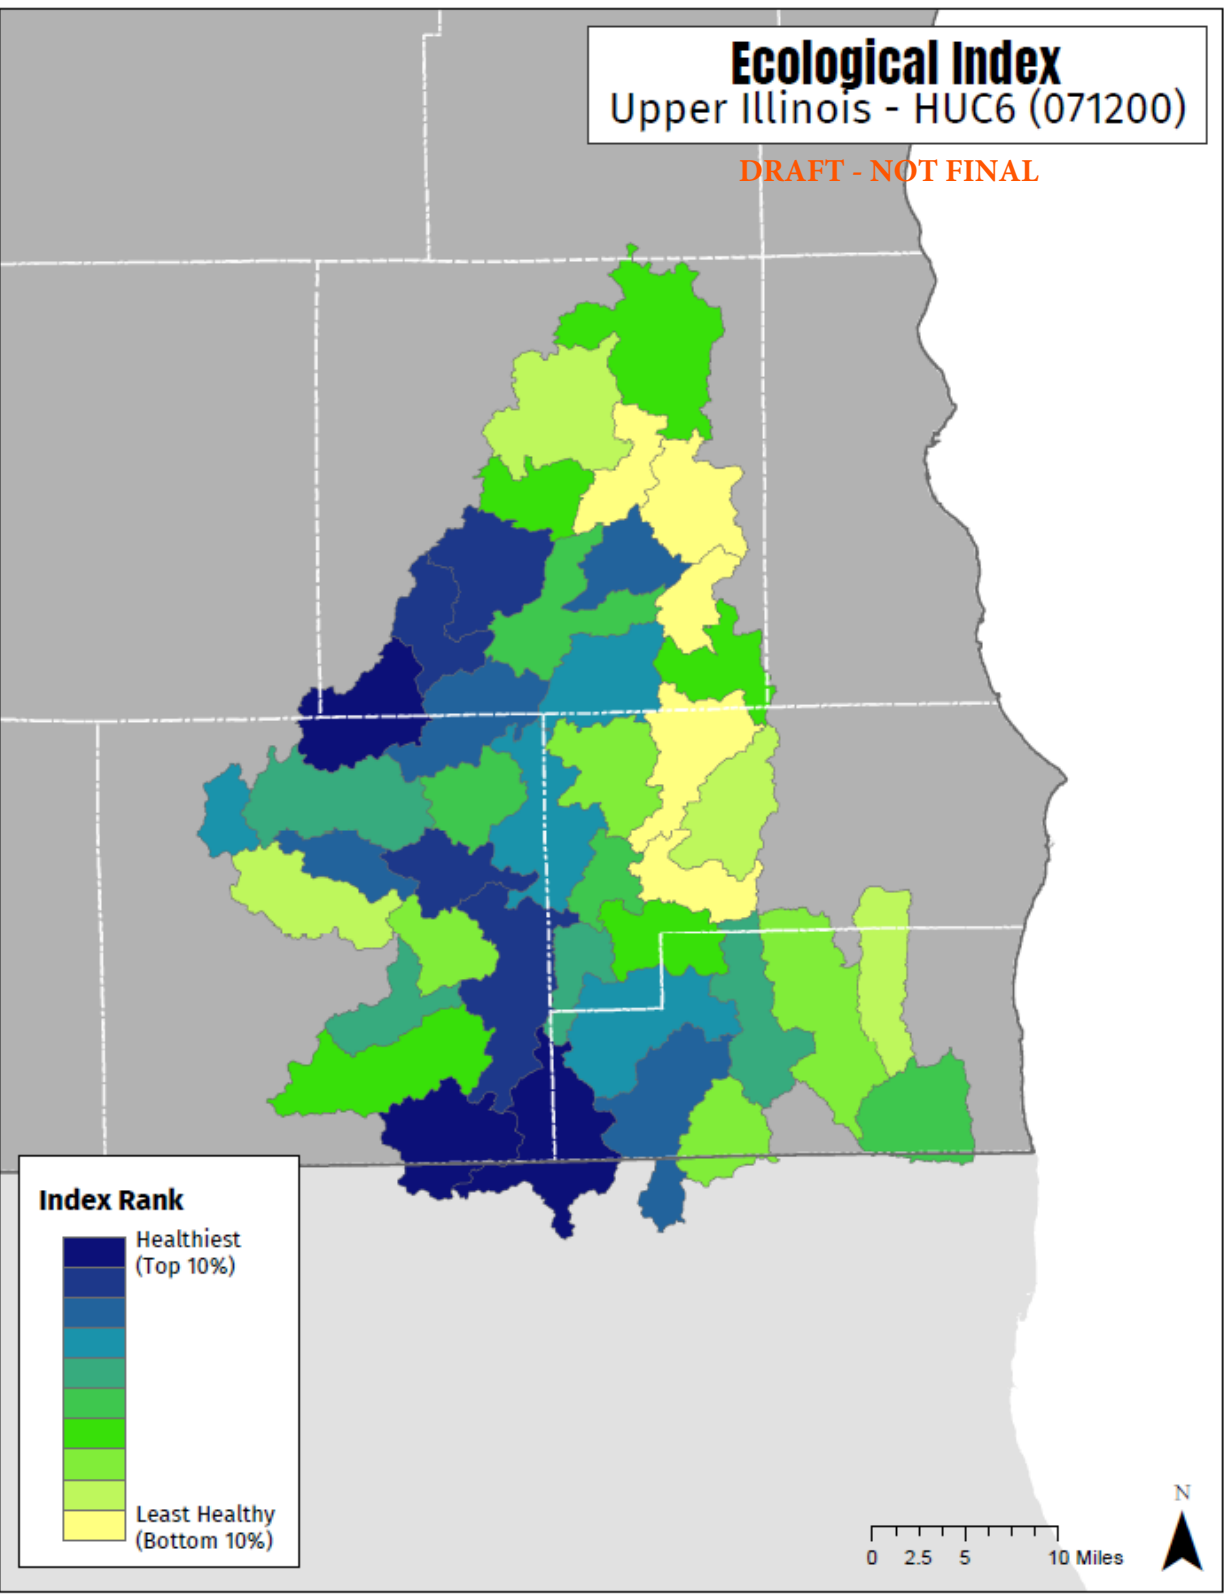 Ecological Index
Upper Illinois - HUC6 (071200)
DRAFT - NOT FINAL
Index Rank
Healthiest
(Top 10%)
Least Healthy
(Bottom 10%)
N
0 2.5 5 10 Miles